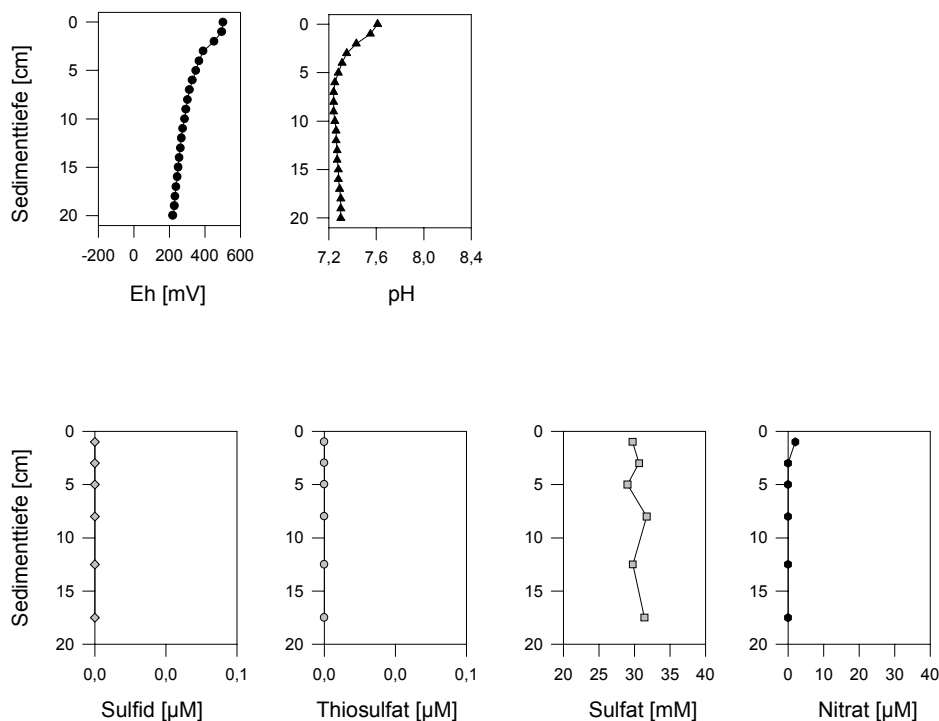 0
5
10
15
20
Sedimenttiefe [cm]
-200 0 200 400 600
Eh [mV]
0
5
10
15
20
7,2 7,6 8,0 8,4
pH
0
5
10
15
20
Sedimenttiefe [cm]
0,0 0,0 0,1
Sulfid [µM]
0
5
10
15
20
0,0 0,0 0,1
Thiosulfat [µM]
0
5
10
15
20
20 25 30 35 40
Sulfat [mM]
0
5
10
15
20
0 10 20 30 40
Nitrat [µM]